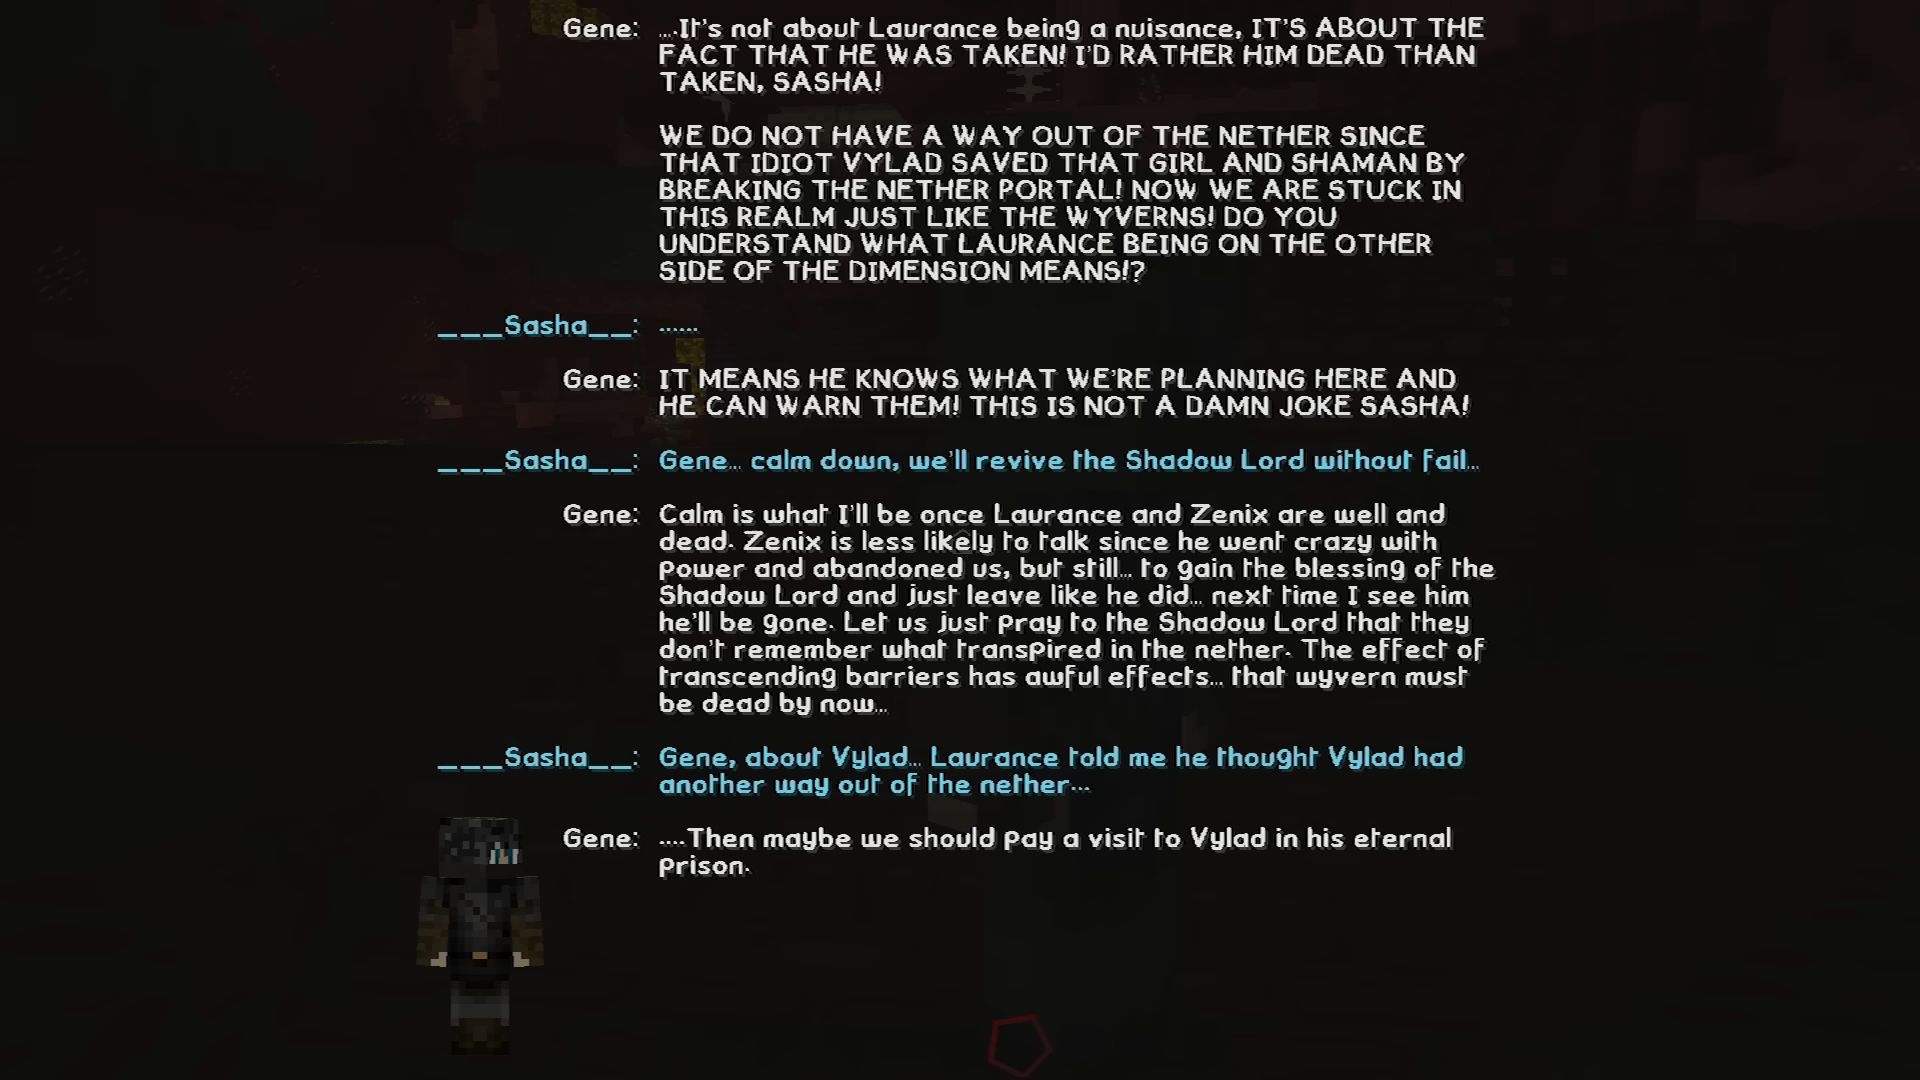 Gene: ....It's not about Laurance being a nuisance, IT'S ABOUT THE
FACT THAT HE WAS TAKEN! I'D RATHER HIM DEAD THAN
TAKEN, SASHA!
WE DO NOT HAVE A WAY OUT OF THE NETHER SINCE
THAT IDIOT VYLAD SAVED THAT GIRL AND SHAMAN BY
BREAKING THE NETHER PORTAL! NOW WE ARE STUCK IN
THIS REALM JUST LIKE THE WYVERNS! DO YOU
UNDERSTAND WHAT LAURANCE BEING ON THE OTHER
SIDE OF THE DIMENSION MEANS!?
___Sasha__: ......
Gene: IT MEANS HE KNOWS WHAT WE'RE PLANNING HERE AND
HE CAN WARN THEM! THIS IS NOT A DAMN JOKE SASHA!
___Sasha__: Gene... calm down, we'll revive the Shadow Lord without fail...
Gene: Calm is what I'll be once Laurance and Zenix are well and
dead. Zenix is less likely to talk since he went crazy with
power and abandoned us, but still... to gain the blessing of the
Shadow Lord and just leave like he did... next time I see him
he'll be gone. Let us just pray to the Shadow Lord that they
don't remember what transpired in the nether. The effect of
transcending barriers has awful effects... that wyvern must
be dead by now...
___Sasha__: Gene, about Vylad... Laurance told me he thought Vylad had
another way out of the nether...
Gene: ....Then maybe we should pay a visit to Vylad in his eternal
prison.